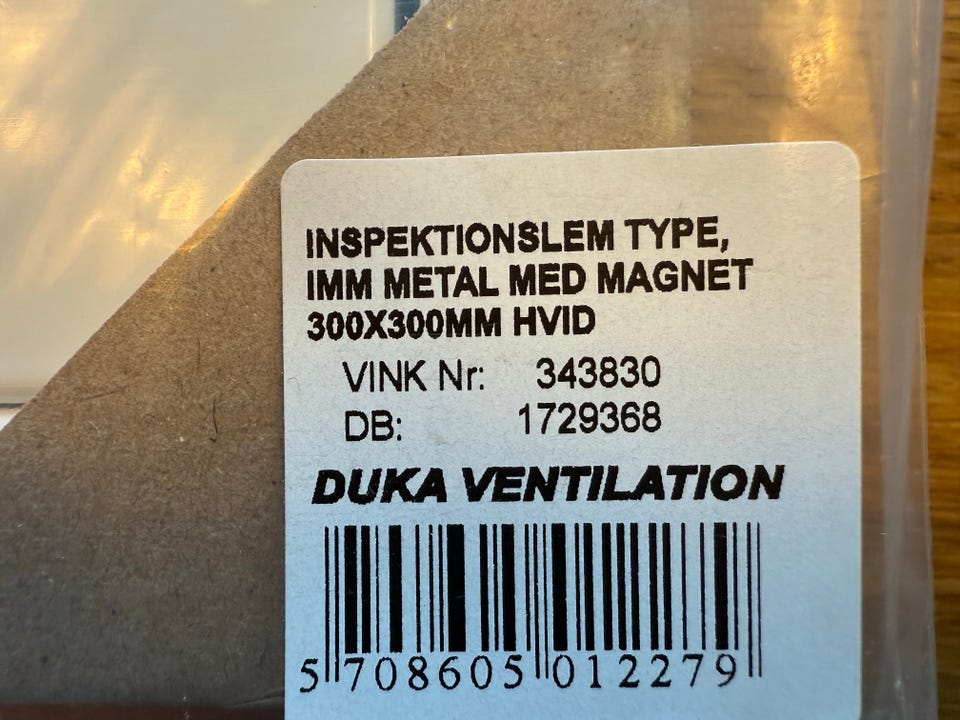 INSPEKTIONSLEM TYPE,
IMM METAL MED MAGNET
300X300MM HVID
VINK Nr: 343830
DB: 1729368
DUKA VENTILATION
5 708605 012279